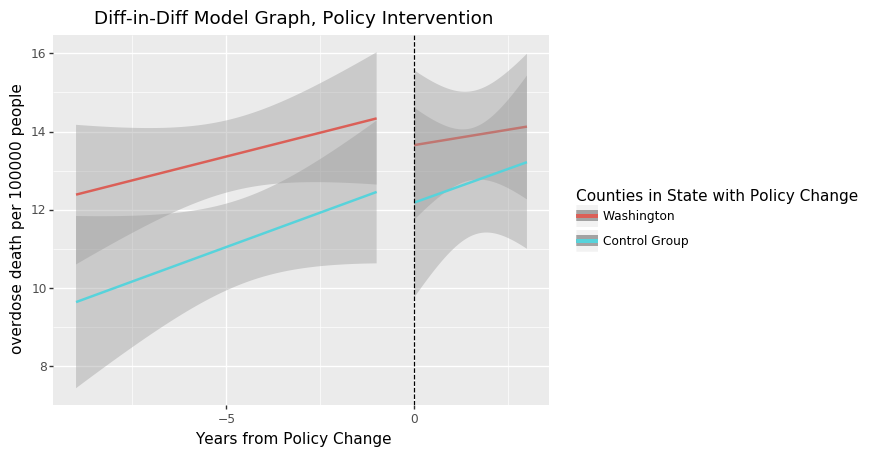 Diff-in-Diff Model Graph, Policy Intervention
overdose death per 100000 people
16
14
12
10
8
−5
0
Years from Policy Change
Counties in State with Policy Change
Washington
Control Group